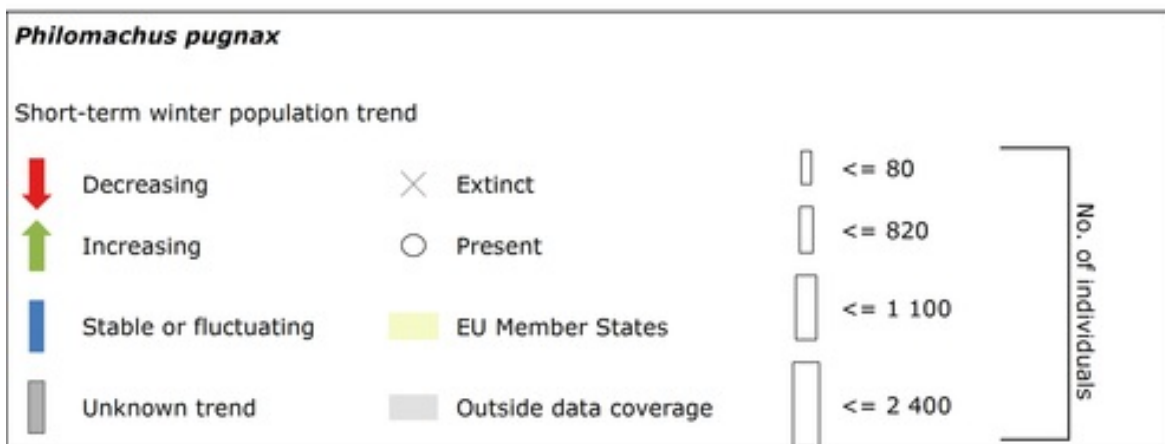 Philomachus pugnax
Short-term winter population trend
Decreasing
Extinct
<= 80
Increasing
Present
<= 820
Stable or fluctuating
EU Member States
<= 1 100
Unknown trend
Outside data coverage
<= 2 400
No. of individuals